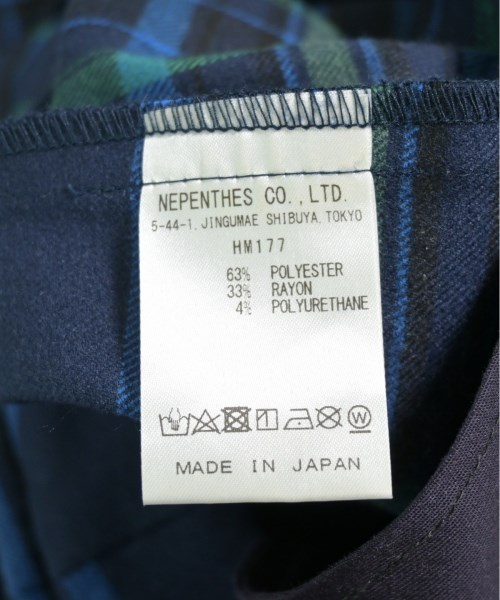 NEPENTHES CO.,LTD.
5-44-1, JINGUMAE SHIBUYA, TOKYO
HM177
63% POLYESTER
33% RAYON
4% POLYURETHANE
W
MADE IN JAPAN